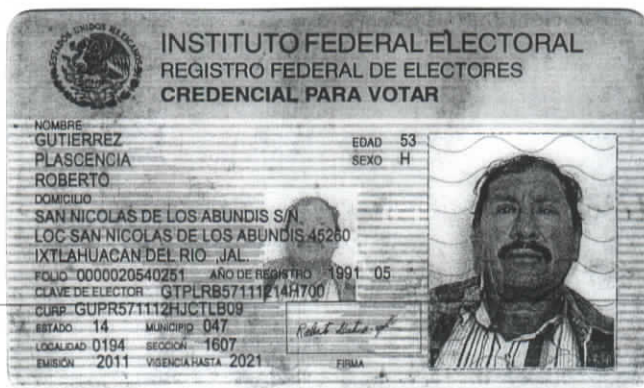 ESTADOS UNIDOS MEXICANOS
INSTITUTO FEDERAL ELECTORAL
REGISTRO FEDERAL DE ELECTORES
CREDENCIAL PARA VOTAR
NOMBRE
GUTIERREZ
PLASCENCIA
ROBERTO
EDAD 53
SEXO H
DOMICILIO
SAN NICOLAS DE LOS ABUNDIS S/N
LOC SAN NICOLAS DE LOS ABUNDIS 45260
IXTLAHUACAN DEL RIO ,JAL.
FOLIO 0000020540251 AÑO DE REGISTRO 1991 05
CLAVE DE ELECTOR GTPLRB57111214H700
CURP GUPR571112HJCTLB09
ESTADO 14 MUNICIPIO 047
LOCALIDAD 0194 SECCION 1607
EMISIÓN 2011 VIGENCIA HASTA 2021
FIRMA